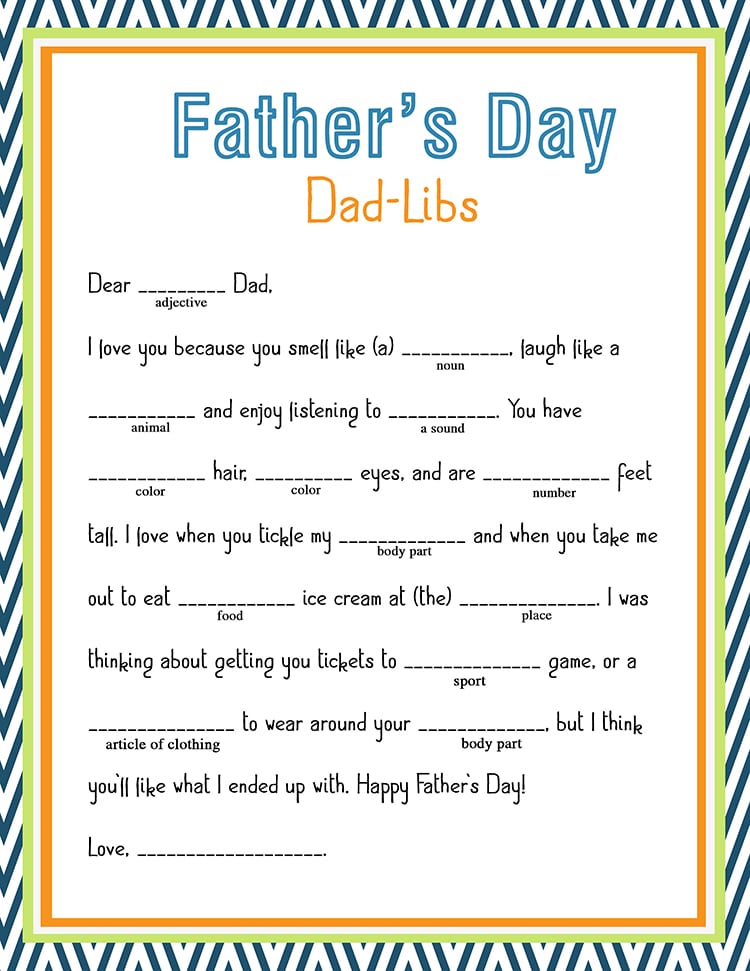 Father's Day
Dad-Libs
Dear _________ Dad,
adjective
I love you because you smell like (a) ___________, laugh like a
noun
___________ and enjoy listening to ___________. You have
animal a sound
____________ hair, __________ eyes, and are _____________ feet
color color number
tall. I love when you tickle my _____________ and when you take me
body part
out to eat ____________ ice cream at (the) ______________. I was
food place
thinking about getting you tickets to ______________ game, or a
sport
_______________ to wear around your _____________, but I think
article of clothing body part
you`ll like what I ended up with. Happy Father`s Day!
Love, ___________________.